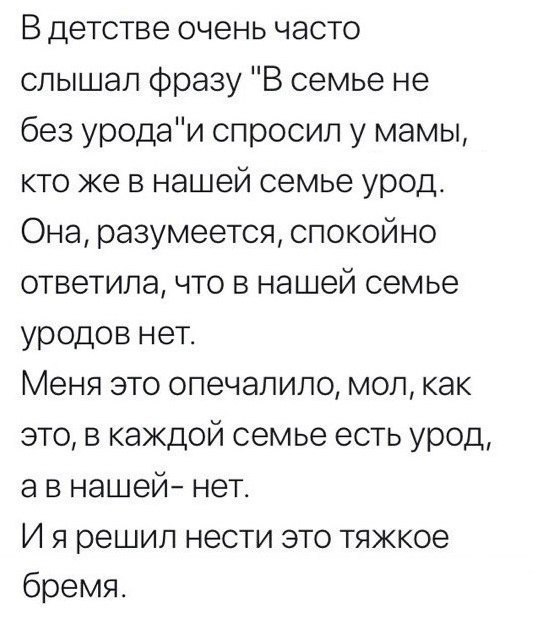 В детстве очень часто
слышал фразу "В семье не
без урода"и спросил у мамы,
кто же в нашей семье урод.
Она, разумеется, спокойно
ответила, что в нашей семье
уродов нет.
Меня это опечалило, мол, как
это, в каждой семье есть урод,
а в нашей- нет.
И я решил нести это тяжкое
бремя.